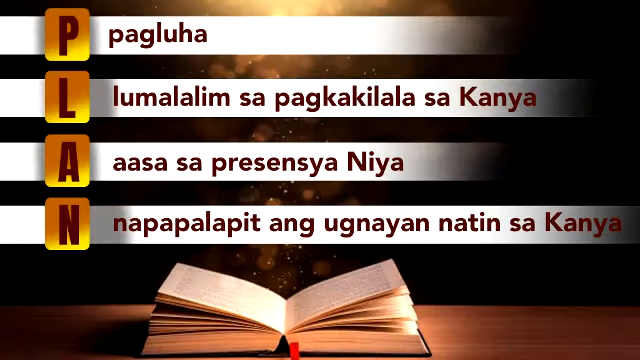 P pagluha
L lumalalim sa pagkakilala sa Kanya
A aasa sa presensya Niya
N napapalapit ang ugnayan natin sa Kanya